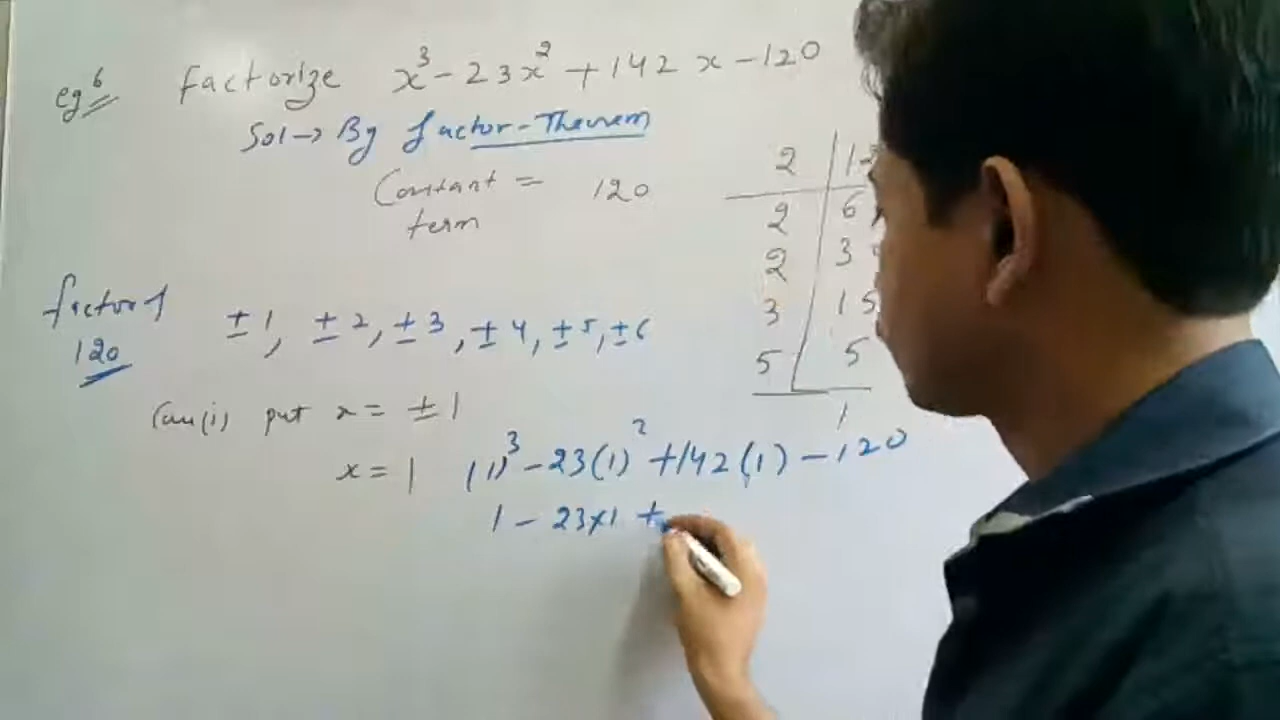 eg 6 factorize x³ - 23x² + 142x - 120
Sol → By factor-Theorem
Constant = 120
term
2 | 12
2 | 6
2 | 3
3 | 15
5 | 5
1
factor of
120
±1, ±2, ±3, ±4, ±5, ±6
Case(i) put x = ±1
x = 1 (1)³ - 23(1)² + 142(1) - 120
1 - 23×1 +